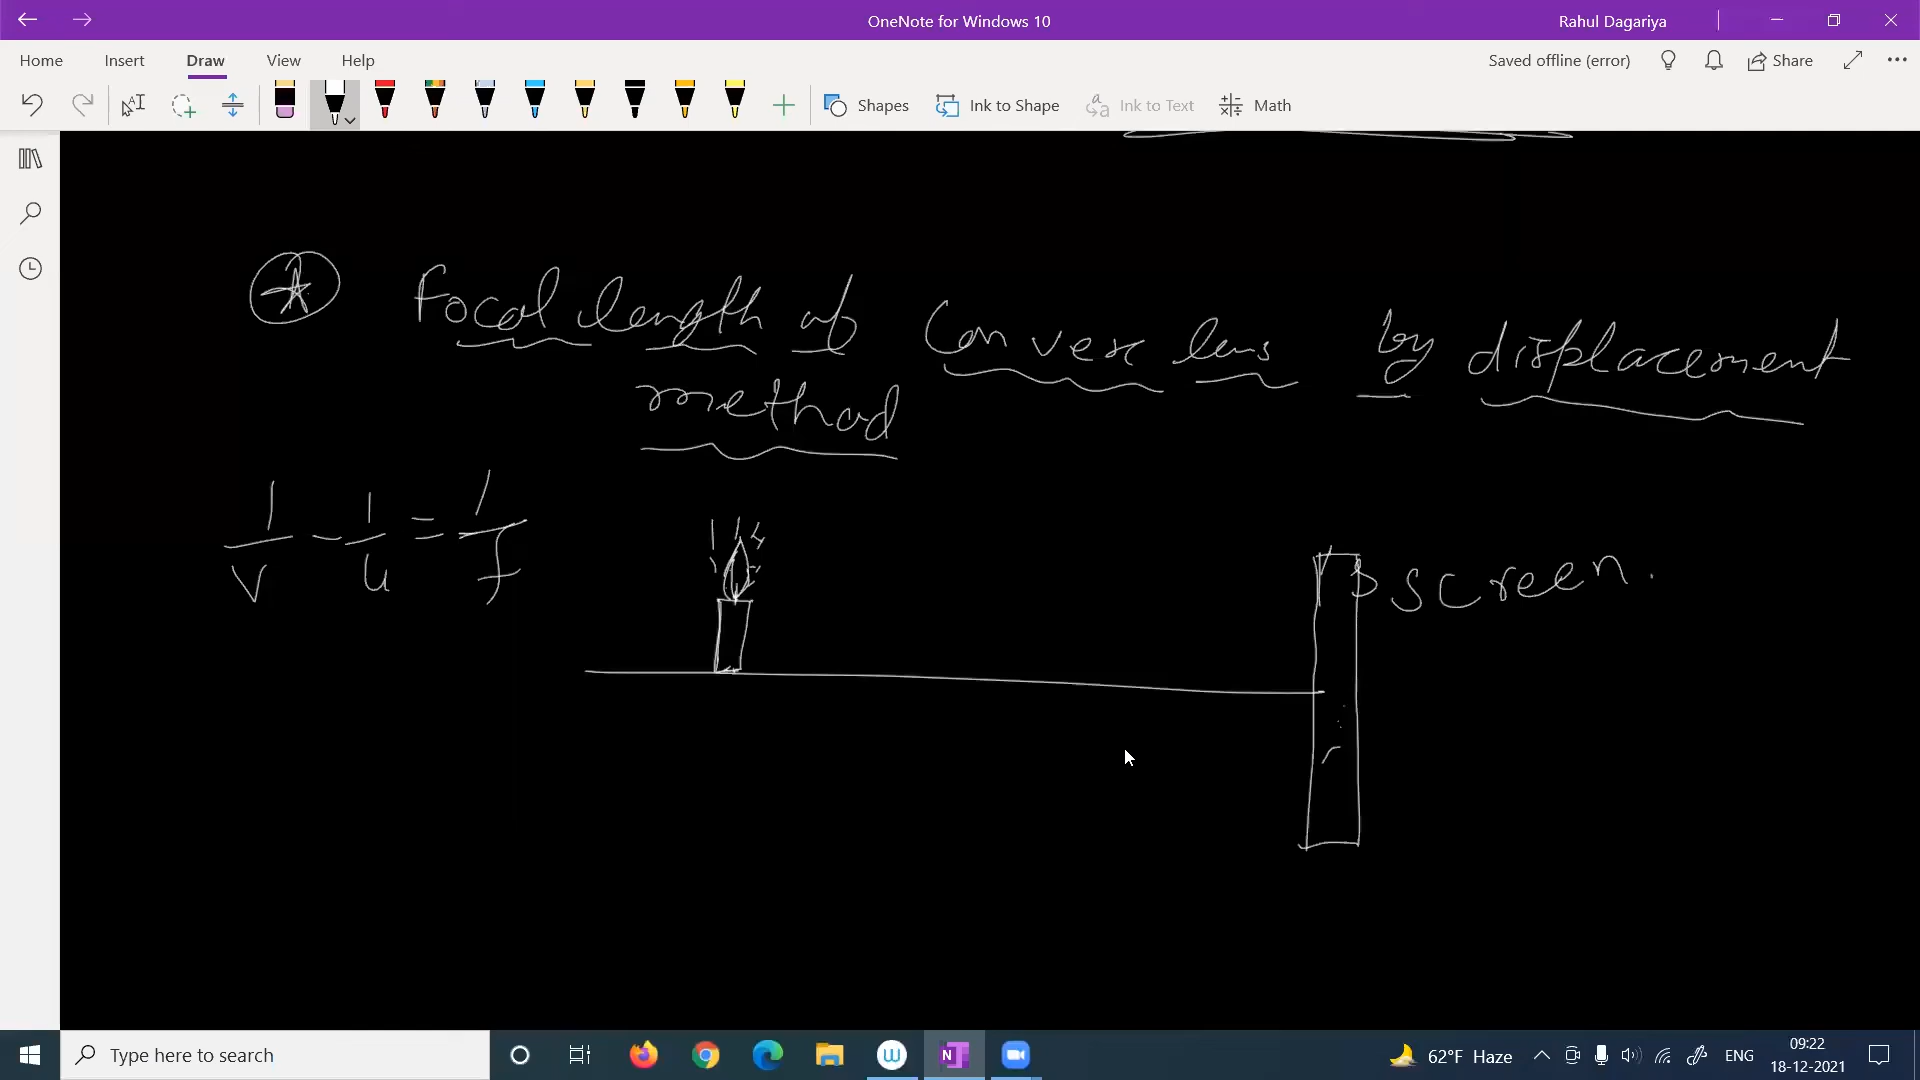 OneNote for Windows 10
Rahul Dagariya
Home Insert Draw View Help
Saved offline (error) Share
Shapes Ink to Shape Ink to Text Math
Focal length of Convex lens by displacement
method
1/v - 1/u = 1/f
screen.
Type here to search
62°F Haze
ENG
09:22
18-12-2021